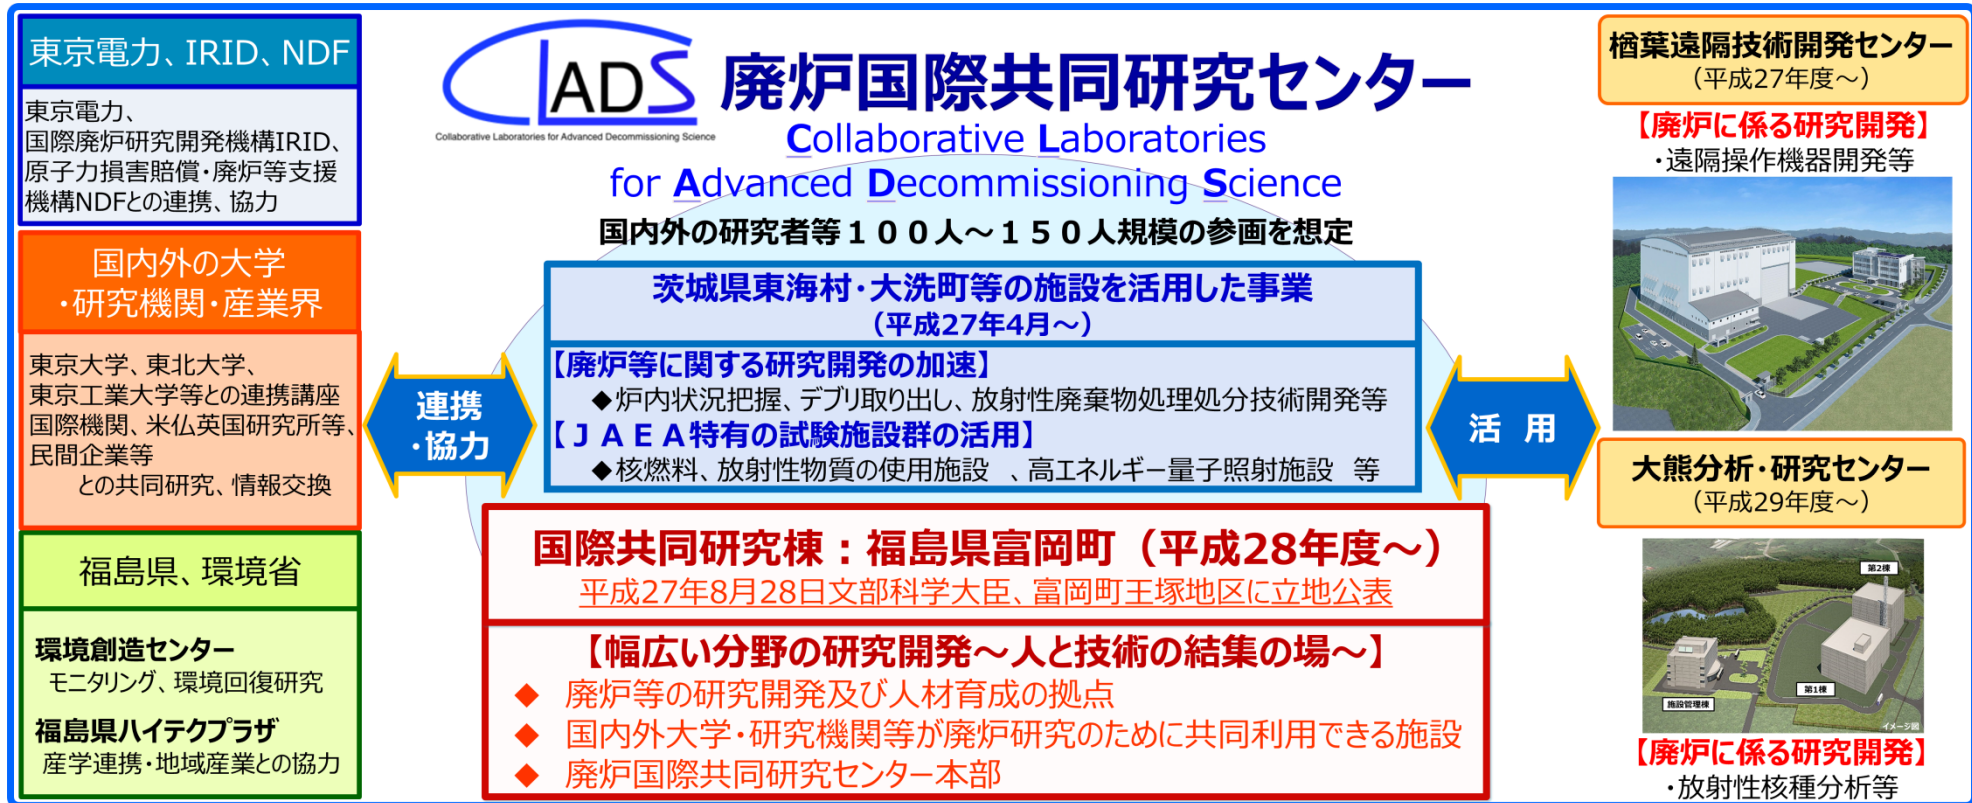 東京電力、IRID、NDF
東京電力、
国際廃炉研究開発機構IRID、
原子力損害賠償・廃炉等支援
機構NDFとの連携、協力
国内外の大学
・研究機関・産業界
東京大学、東北大学、
東京工業大学等との連携講座
国際機関、米仏英国研究所等、
民間企業等
との共同研究、情報交換
福島県、環境省
環境創造センター
モニタリング、環境回復研究
福島県ハイテクプラザ
産学連携・地域産業との協力
連携
・協力
CLADS
Collaborative Laboratories for Advanced Decommissioning Science
廃炉国際共同研究センター
Collaborative Laboratories
for Advanced Decommissioning Science
国内外の研究者等１００人～１５０人規模の参画を想定
茨城県東海村・大洗町等の施設を活用した事業
（平成27年4月～）
【廃炉等に関する研究開発の加速】
◆炉内状況把握、デブリ取り出し、放射性廃棄物処理処分技術開発等
【ＪＡＥＡ特有の試験施設群の活用】
◆核燃料、放射性物質の使用施設　、高エネルギー量子照射施設　等
国際共同研究棟：福島県富岡町（平成28年度～）
平成27年8月28日文部科学大臣、富岡町王塚地区に立地公表
【幅広い分野の研究開発～人と技術の結集の場～】
◆ 廃炉等の研究開発及び人材育成の拠点
◆ 国内外大学・研究機関等が廃炉研究のために共同利用できる施設
◆ 廃炉国際共同研究センター本部
活 用
楢葉遠隔技術開発センター
（平成27年度～）
【廃炉に係る研究開発】
・遠隔操作機器開発等
大熊分析・研究センター
（平成29年度～）
第2棟
第1棟
施設管理棟
イメージ図
【廃炉に係る研究開発】
・放射性核種分析等